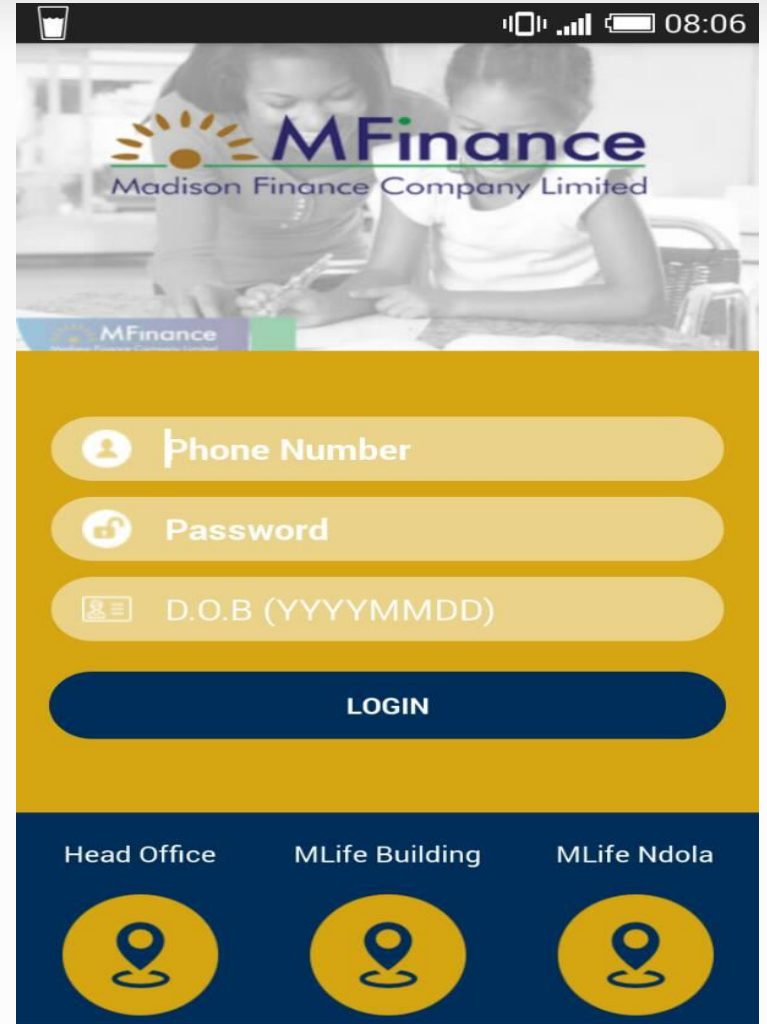 08:06
MFinance
Madison Finance Company Limited
MFinance
Phone Number
Password
D.O.B (YYYYMMDD)
LOGIN
Head Office MLife Building MLife Ndola